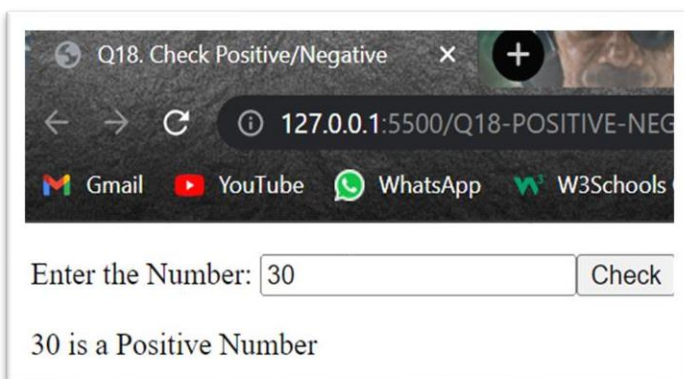 Q18. Check Positive/Negative
127.0.0.1:5500/Q18-POSITIVE-NEG
Gmail YouTube WhatsApp W3Schools
Enter the Number: 30 Check
30 is a Positive Number